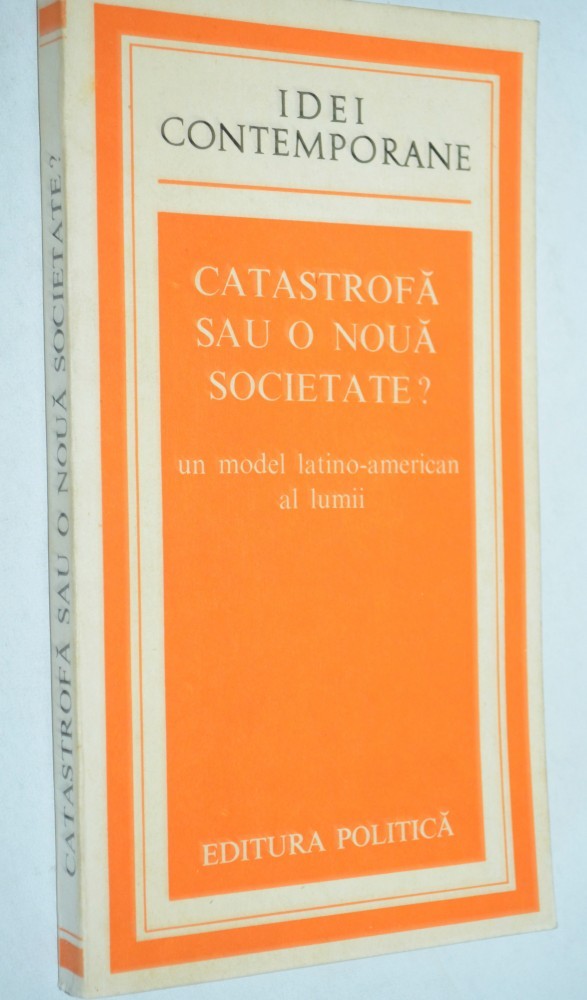 IDEI
CONTEMPORANE
CATASTROFĂ
SAU O NOUĂ
SOCIETATE?
un model latino-american
al lumii
EDITURA POLITICĂ
CATASTROFĂ SAU O NOUĂ SOCIETATE?